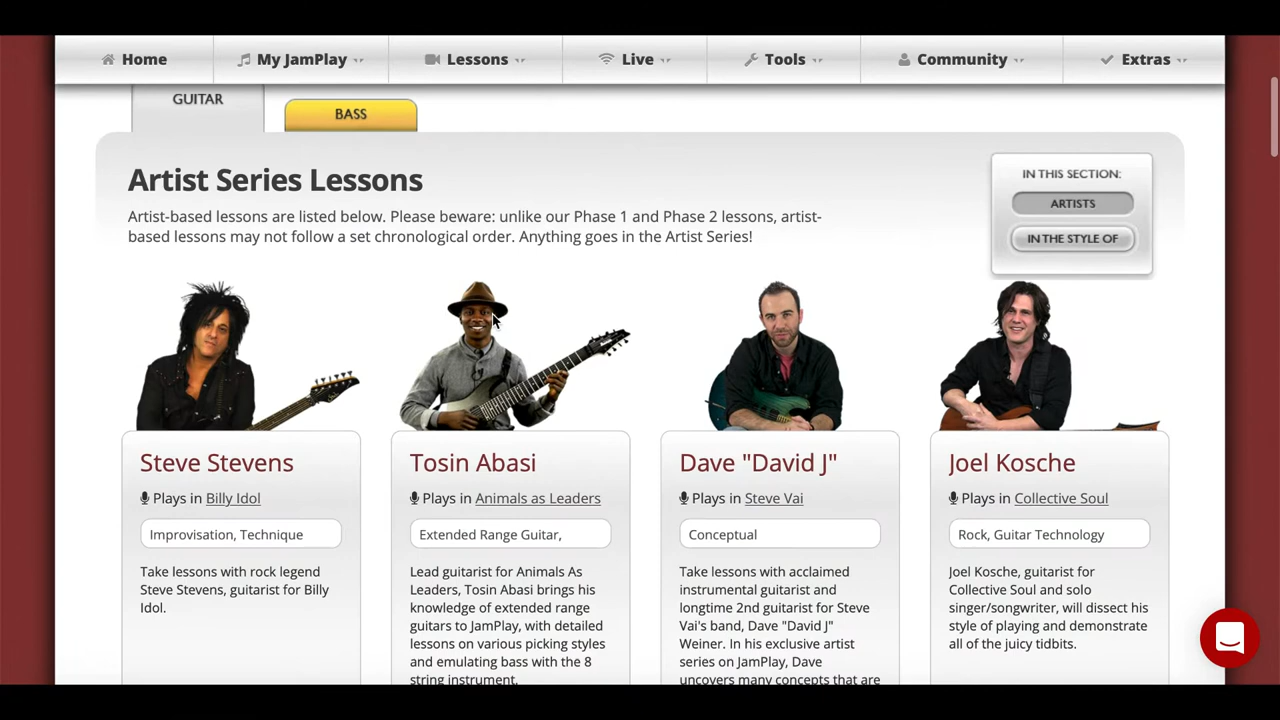 Home
My JamPlay
Lessons
Live
Tools
Community
Extras
GUITAR
BASS
Artist Series Lessons
Artist-based lessons are listed below. Please beware: unlike our Phase 1 and Phase 2 lessons, artist-
based lessons may not follow a set chronological order. Anything goes in the Artist Series!
IN THIS SECTION:
ARTISTS
IN THE STYLE OF
Steve Stevens
Plays in Billy Idol
Improvisation, Technique
Take lessons with rock legend
Steve Stevens, guitarist for Billy
Idol.
Tosin Abasi
Plays in Animals as Leaders
Extended Range Guitar,
Lead guitarist for Animals As
Leaders, Tosin Abasi brings his
knowledge of extended range
guitars to JamPlay, with detailed
lessons on various picking styles
and emulating bass with the 8
string instrument.
Dave "David J"
Plays in Steve Vai
Conceptual
Take lessons with acclaimed
instrumental guitarist and
longtime 2nd guitarist for Steve
Vai's band, Dave "David J"
Weiner. In his exclusive artist
series on JamPlay, Dave
uncovers many concepts that are
Joel Kosche
Plays in Collective Soul
Rock, Guitar Technology
Joel Kosche, guitarist for
Collective Soul and solo
singer/songwriter, will dissect his
style of playing and demonstrate
all of the juicy tidbits.